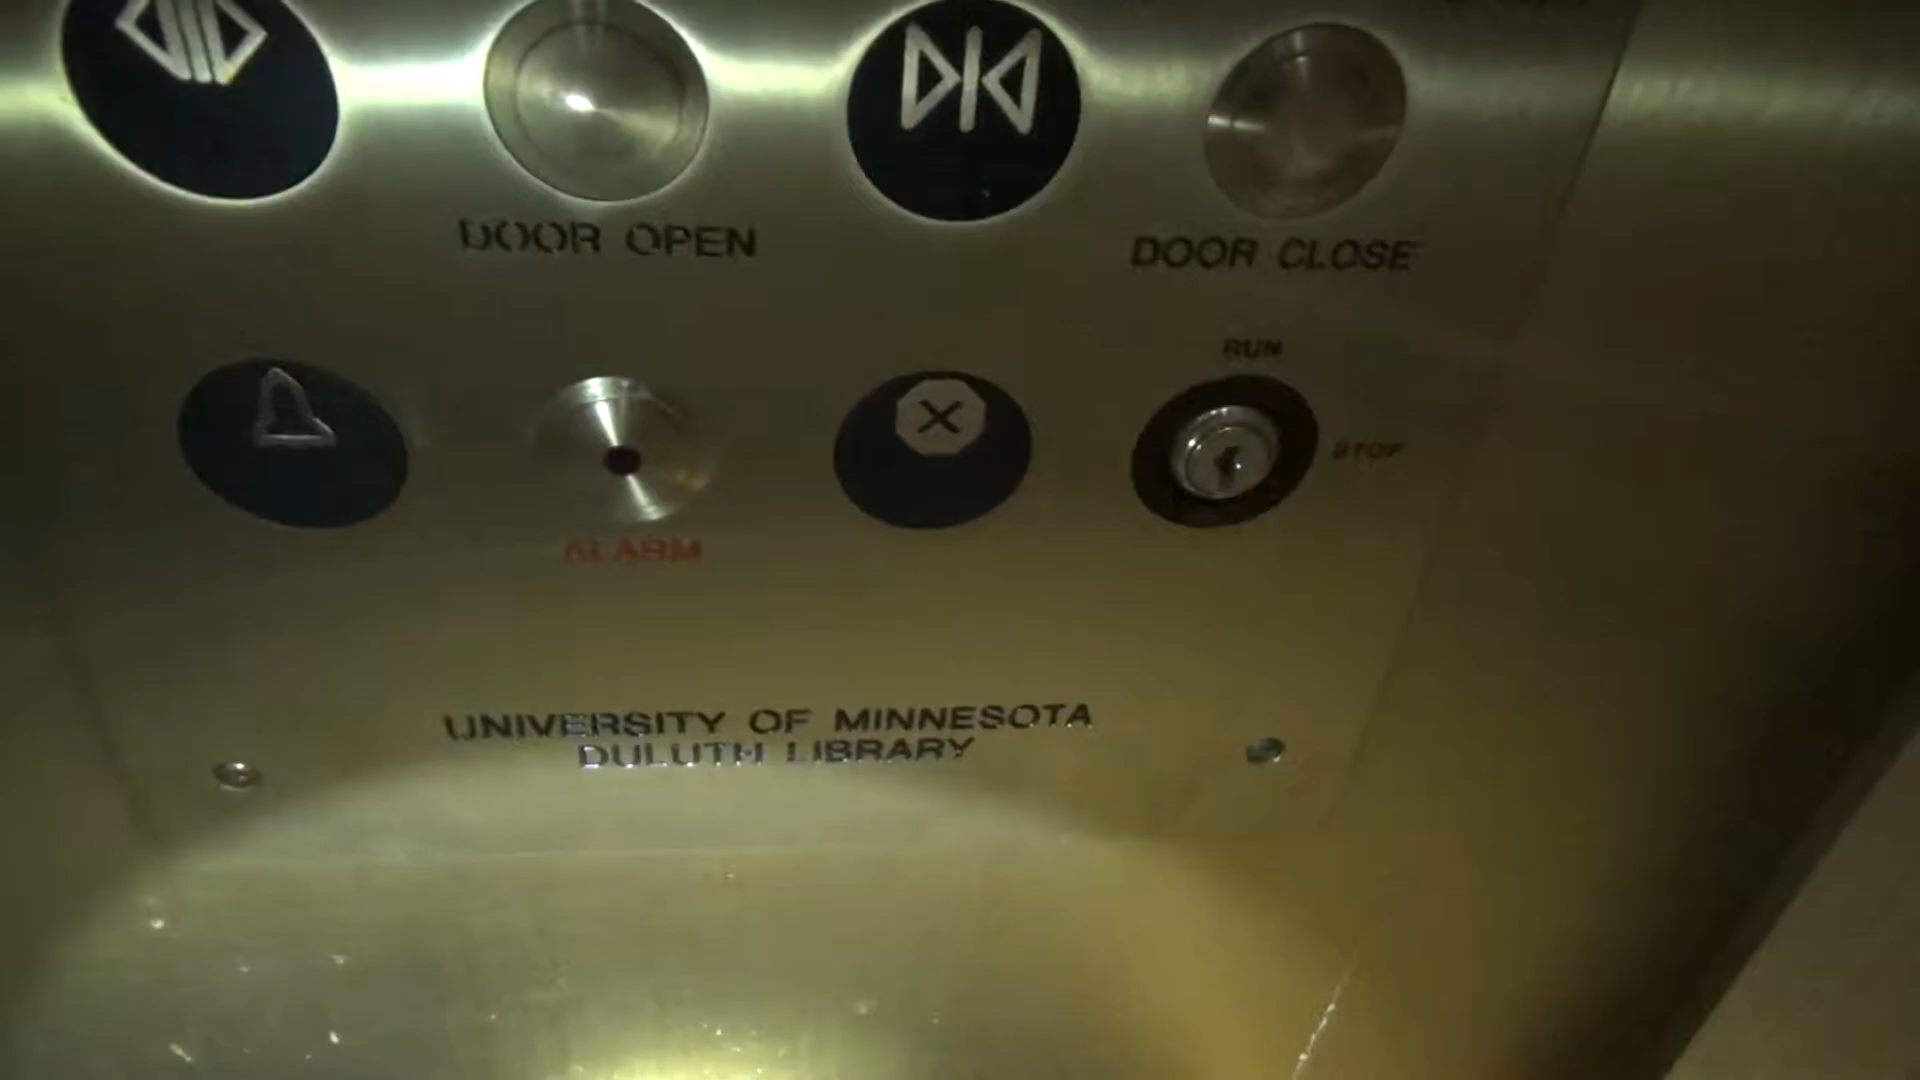 DOOR OPEN
DOOR CLOSE
RUN
STOP
ALARM
UNIVERSITY OF MINNESOTA
DULUTH LIBRARY